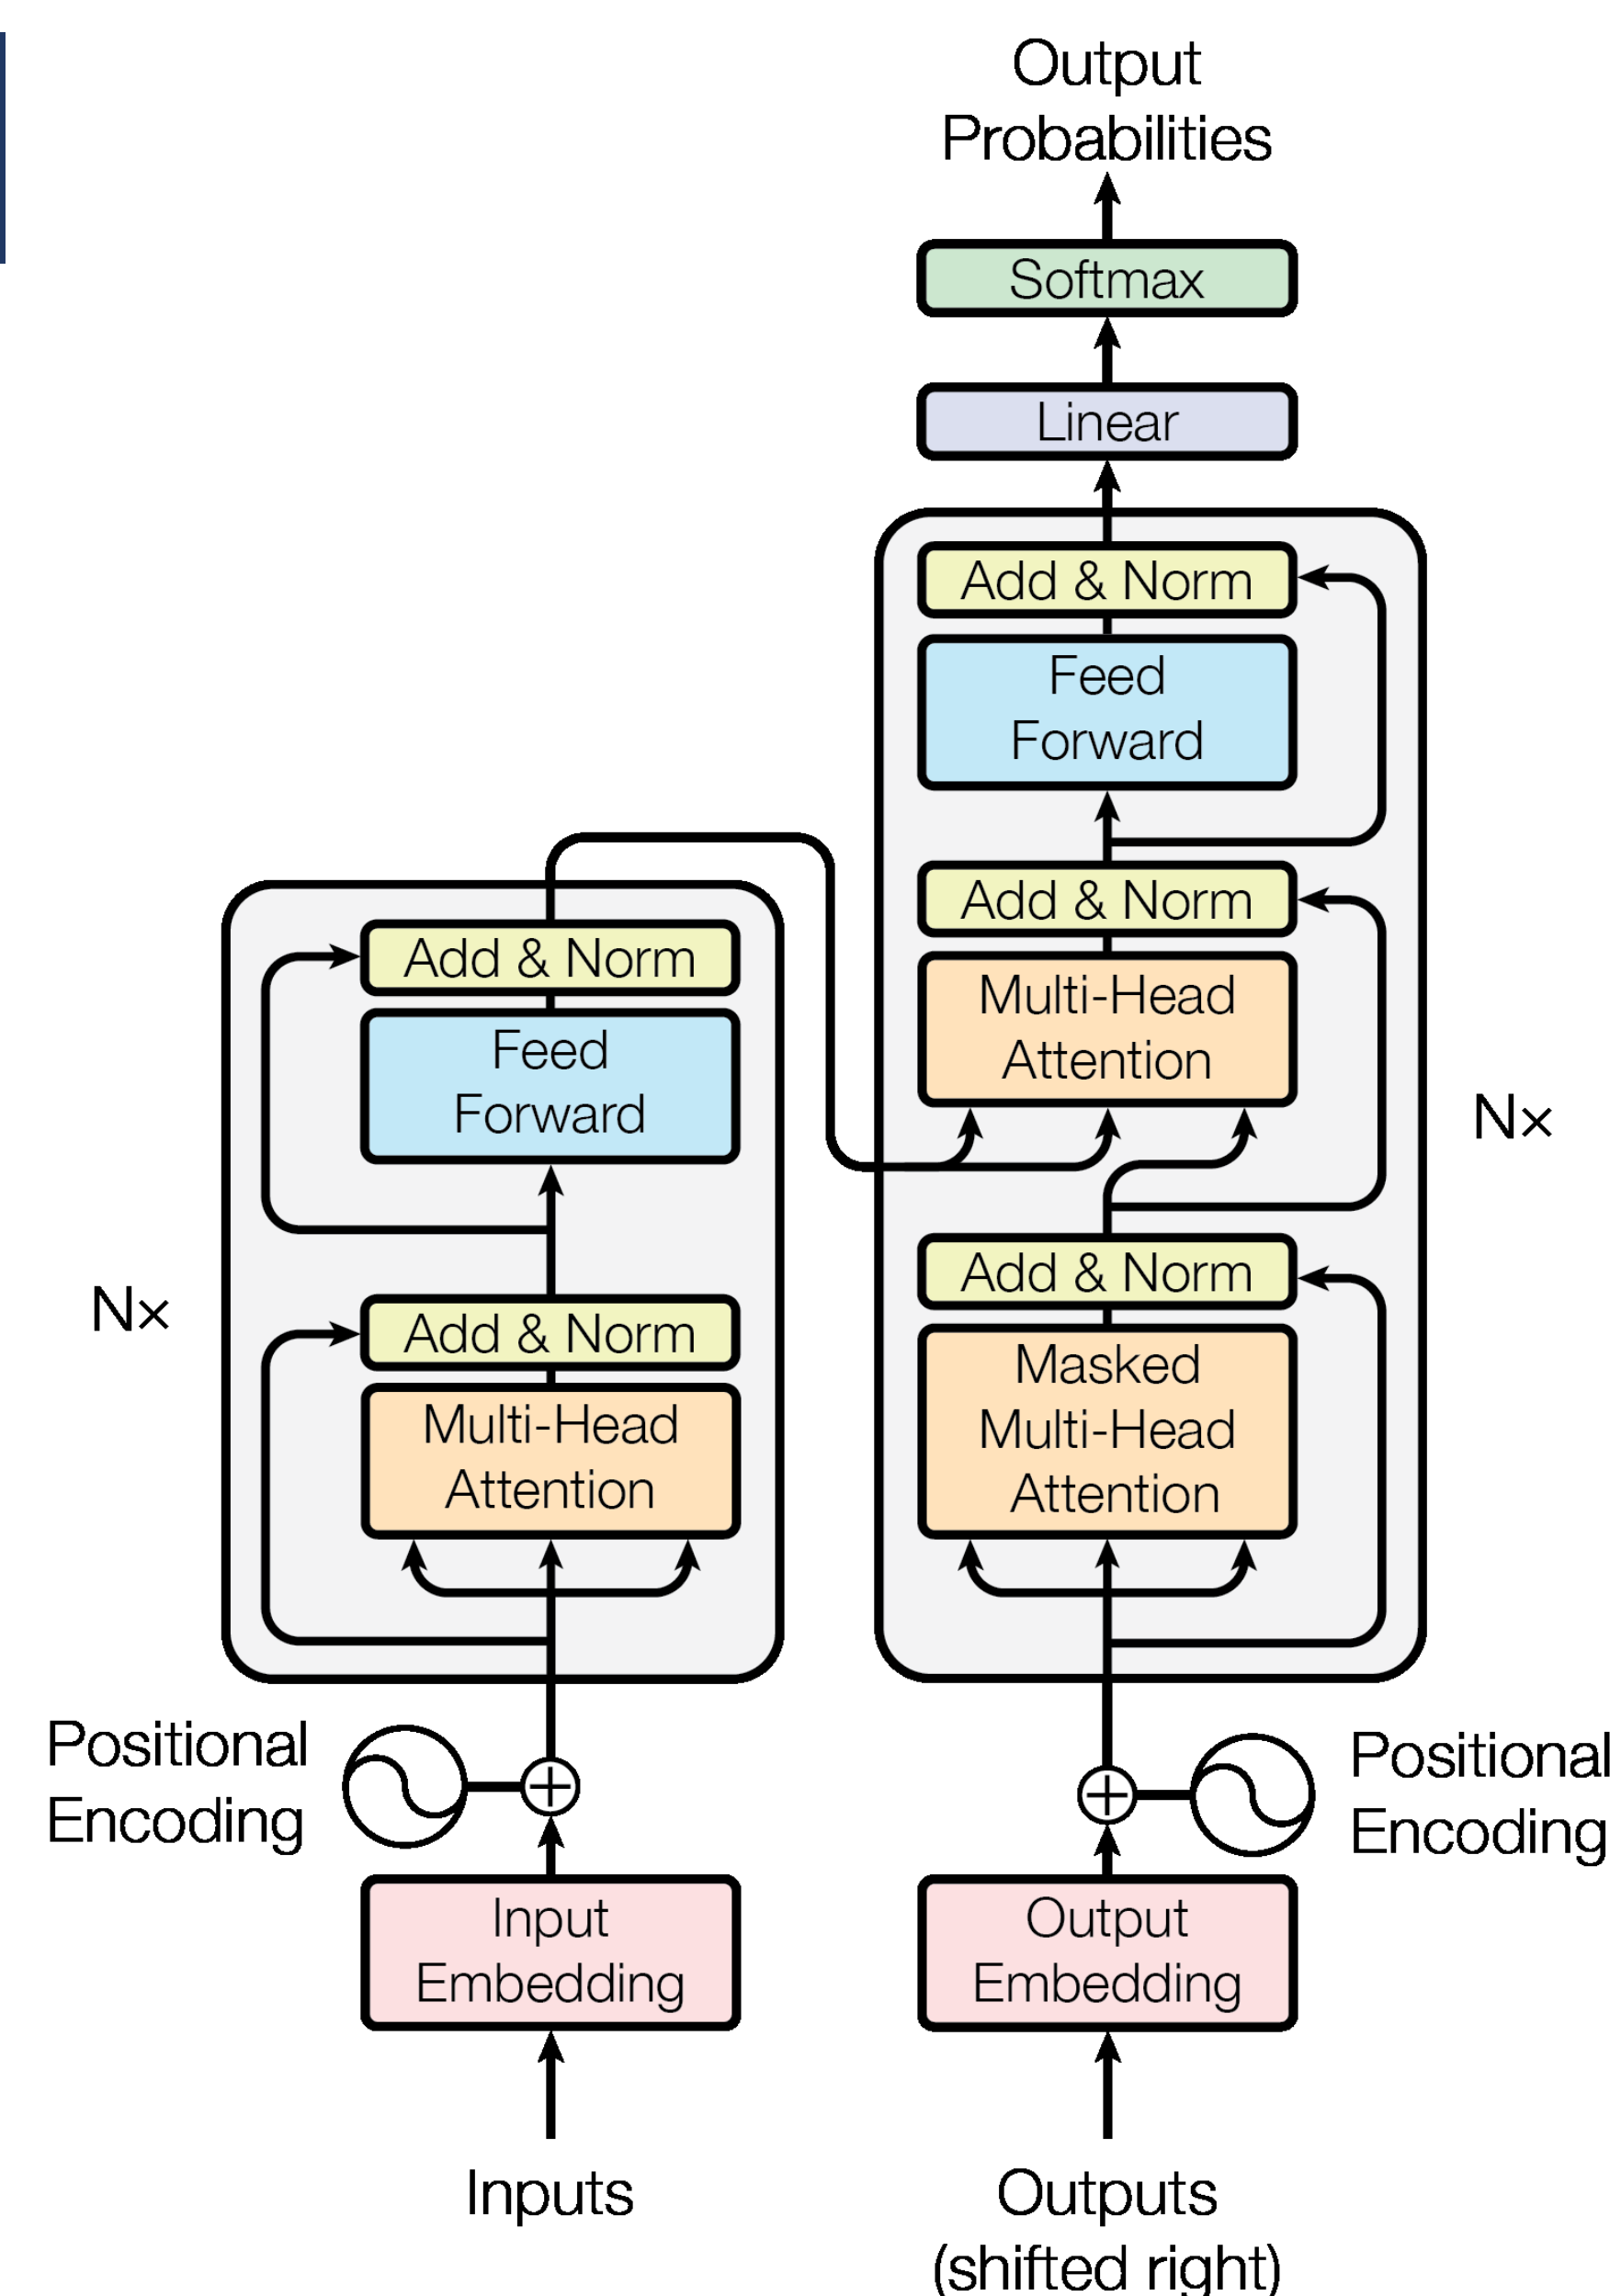 Output
Probabilities
Softmax
Linear
Add & Norm
Feed
Forward
Add & Norm
Multi-Head
Attention
Nx
Add & Norm
Masked
Multi-Head
Attention
Add & Norm
Feed
Forward
Nx
Add & Norm
Multi-Head
Attention
Positional
Encoding
Positional
Encoding
Input
Embedding
Output
Embedding
Inputs
Outputs
(shifted right)